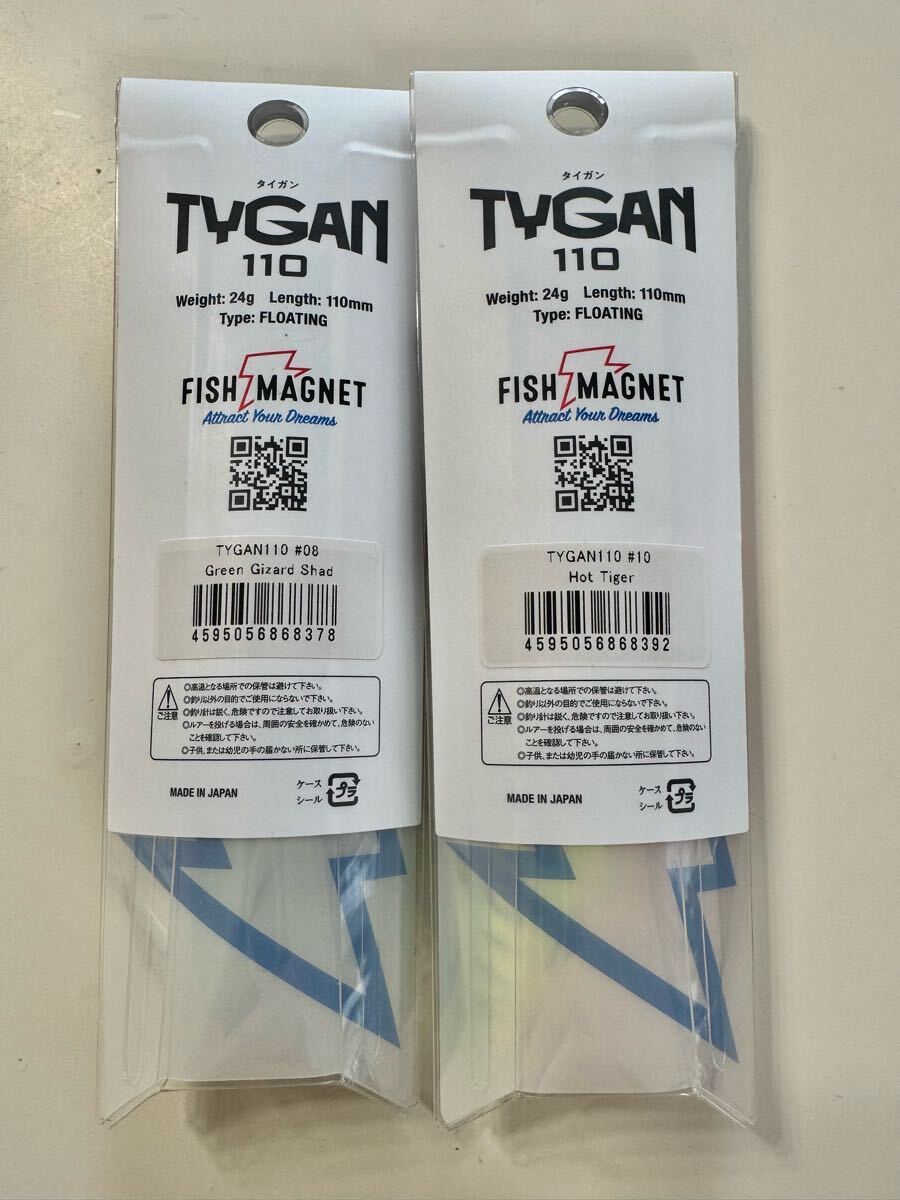 タイガン
TYGAN
110
Weight: 24g Length: 110mm
Type: FLOATING
FISH MAGNET
Attract Your Dreams
TYGAN110 #08
Green Gizard Shad
4595056868378
ご注意
◎高温となる場所での保管は避けて下さい。
◎釣り以外の目的でご使用にならないで下さい。
◎釣り針は鋭く、危険ですので注意してお取り扱い下さい。
◎ルアーを投げる場合は、周囲の安全を確かめて、危険のない
ことを確認して下さい。
◎子供、または幼児の手の届かない所に保管して下さい。
MADE IN JAPAN
ケース
シール
プラ
タイガン
TYGAN
110
Weight: 24g Length: 110mm
Type: FLOATING
FISH MAGNET
Attract Your Dreams
TYGAN110 #10
Hot Tiger
4595056868392
ご注意
◎高温となる場所での保管は避けて下さい。
◎釣り以外の目的でご使用にならないで下さい。
◎釣り針は鋭く、危険ですので注意してお取り扱い下さい。
◎ルアーを投げる場合は、周囲の安全を確かめて、危険のない
ことを確認して下さい。
◎子供、または幼児の手の届かない所に保管して下さい。
MADE IN JAPAN
ケース
シール
プラ